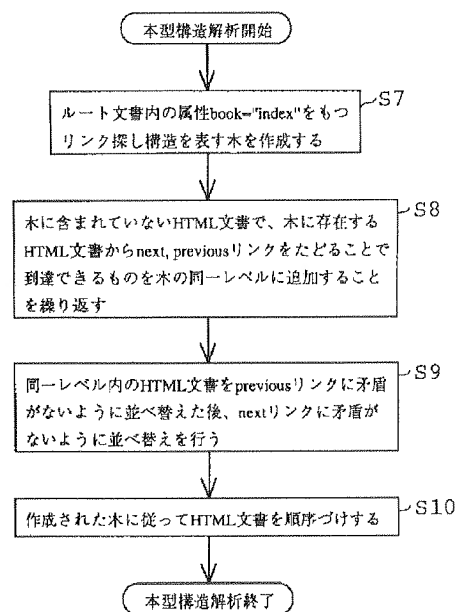 本型構造解析開始
S7
ルート文書内の属性book="index"をもつ
リンク探し構造を表す木を作成する
S8
木に含まれていないHTML文書で、木に存在する
HTML文書からnext, previousリンクをたどることで
到達できるものを木の同一レベルに追加すること
を繰り返す
S9
同一レベル内のHTML文書をpreviousリンクに矛盾
がないように並べ替えた後、nextリンクに矛盾が
ないように並べ替えを行う
S10
作成された木に従ってHTML文書を順序づけする
本型構造解析終了